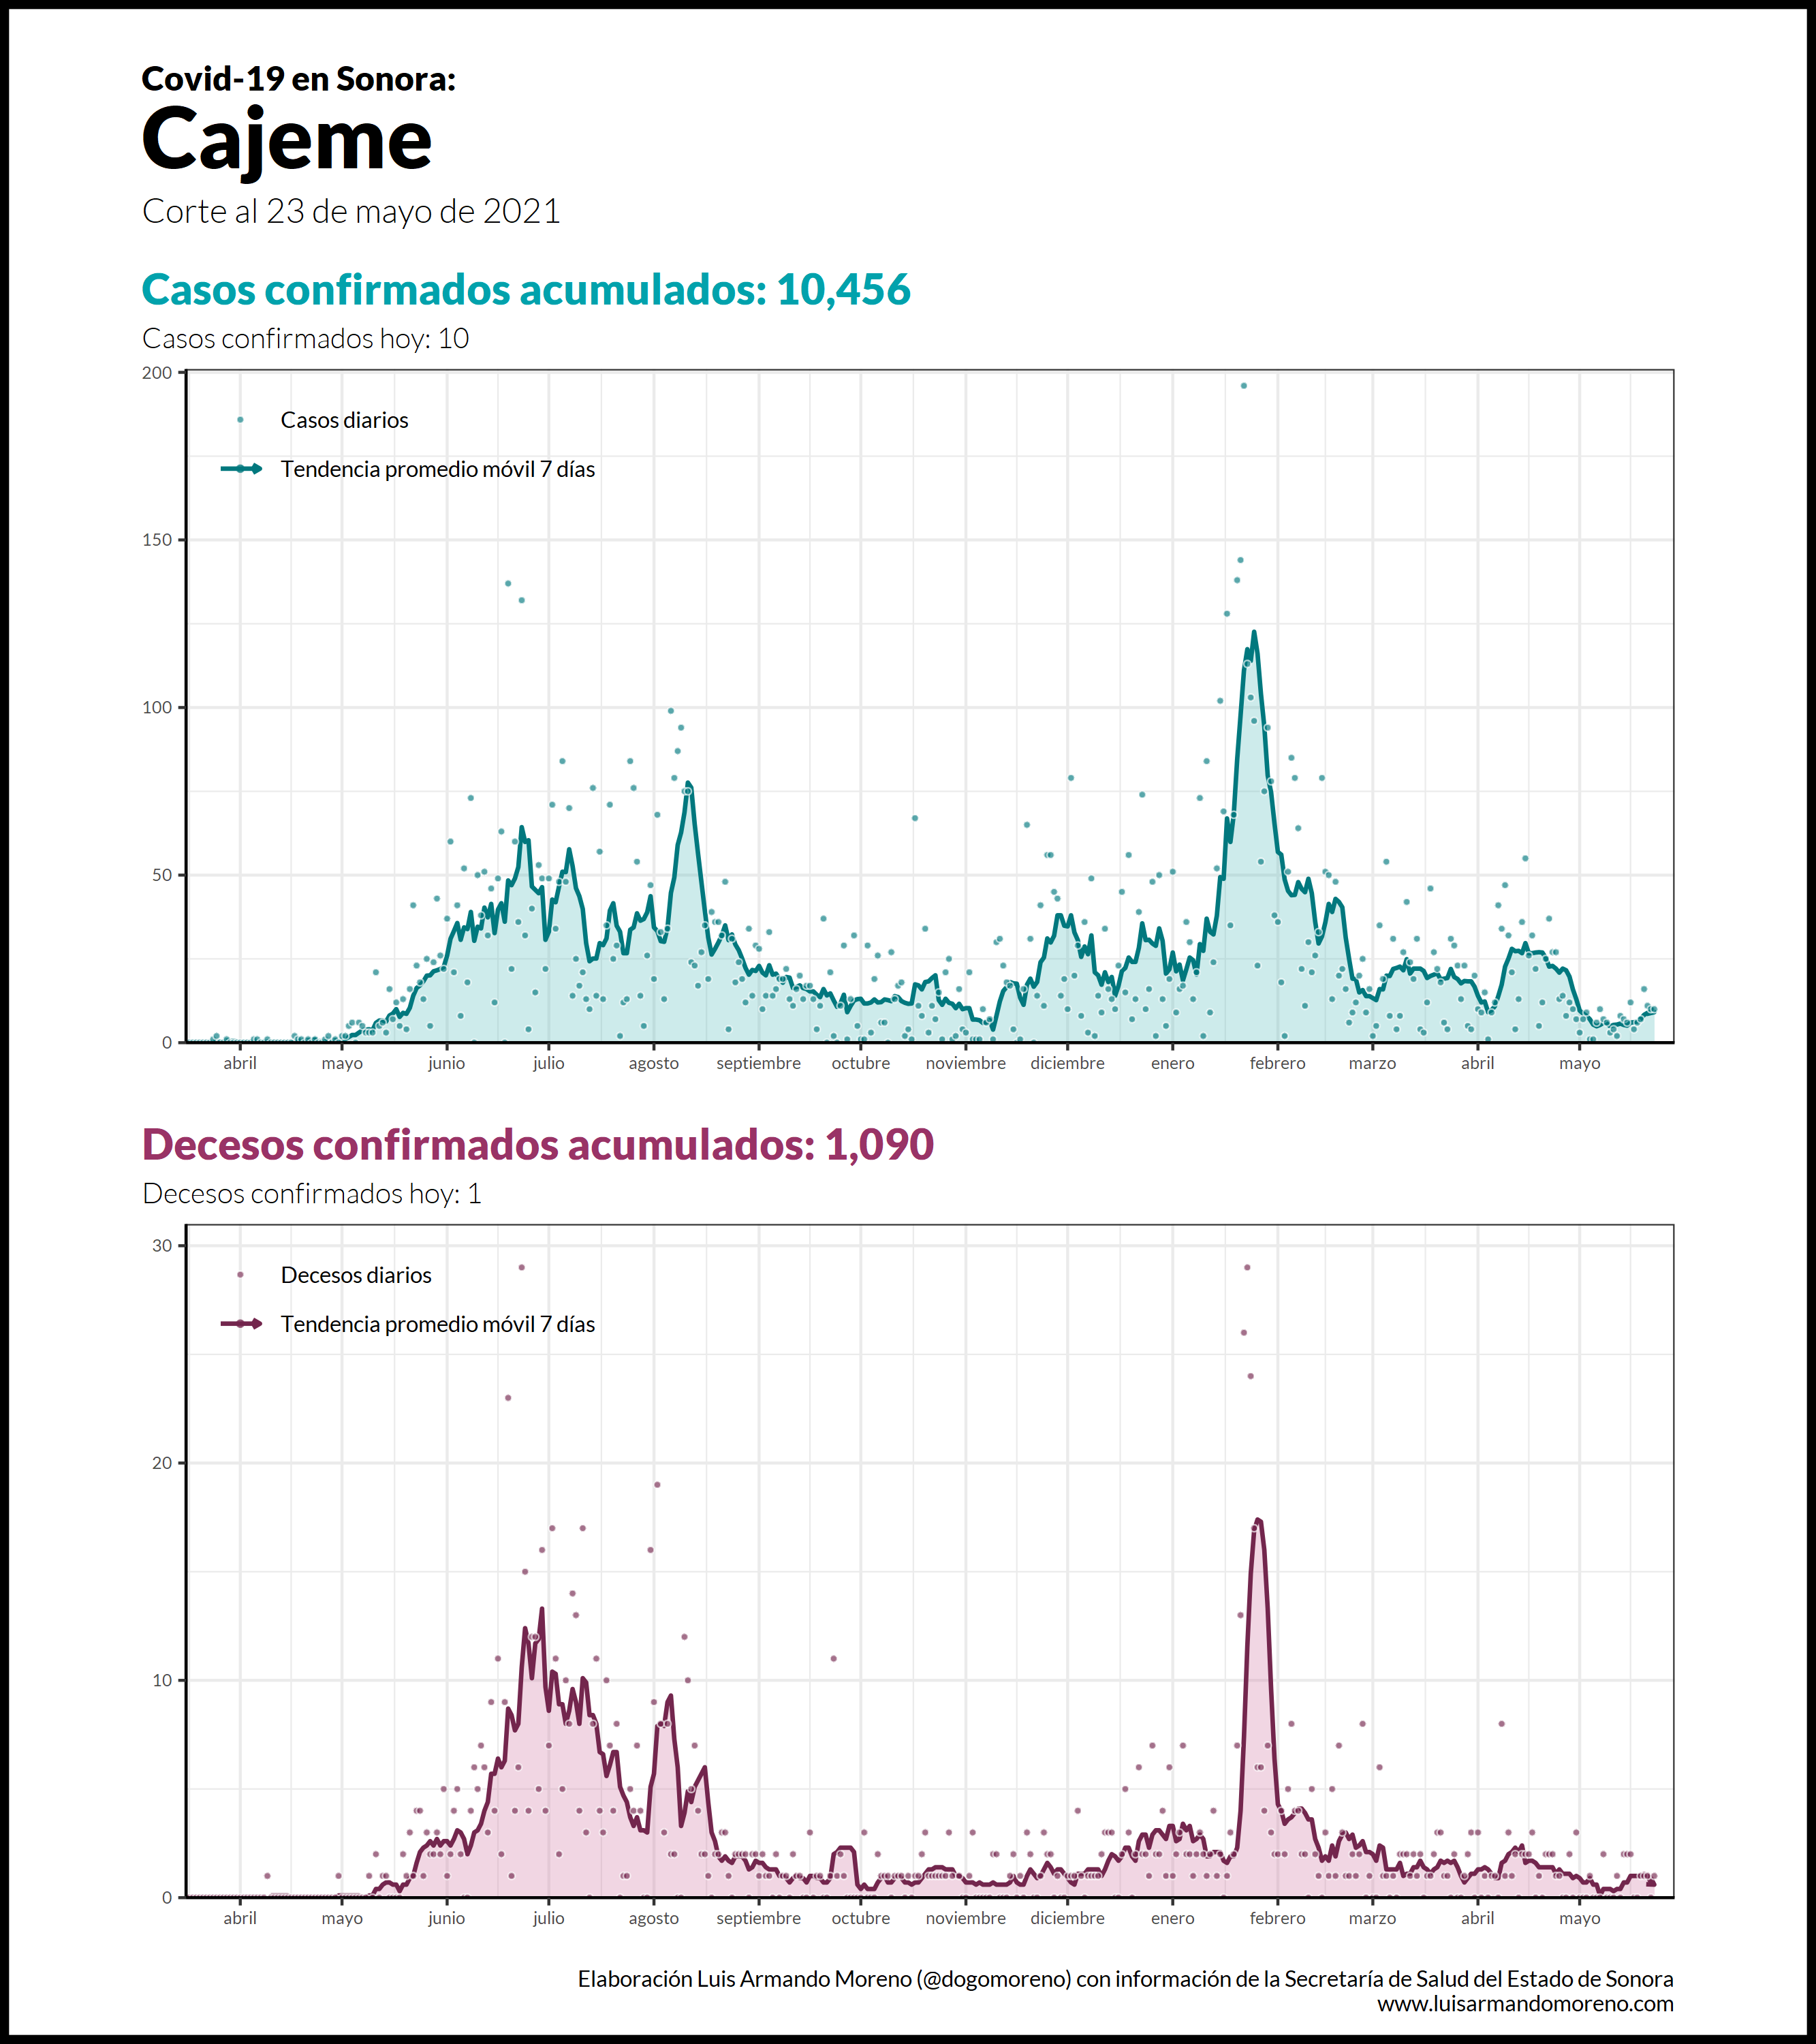 Covid-19 en Sonora:
Cajeme
Corte al 23 de mayo de 2021
Casos confirmados acumulados: 10,456
Casos confirmados hoy: 10
200
150
100
50
0
Casos diarios
Tendencia promedio móvil 7 días
abril mayo junio julio agosto septiembre octubre noviembre diciembre enero febrero marzo abril mayo
Decesos confirmados acumulados: 1,090
Decesos confirmados hoy: 1
30
20
10
0
Decesos diarios
Tendencia promedio móvil 7 días
abril mayo junio julio agosto septiembre octubre noviembre diciembre enero febrero marzo abril mayo
Elaboración Luis Armando Moreno (@dogomoreno) con información de la Secretaría de Salud del Estado de Sonora
www.luisarmandomoreno.com